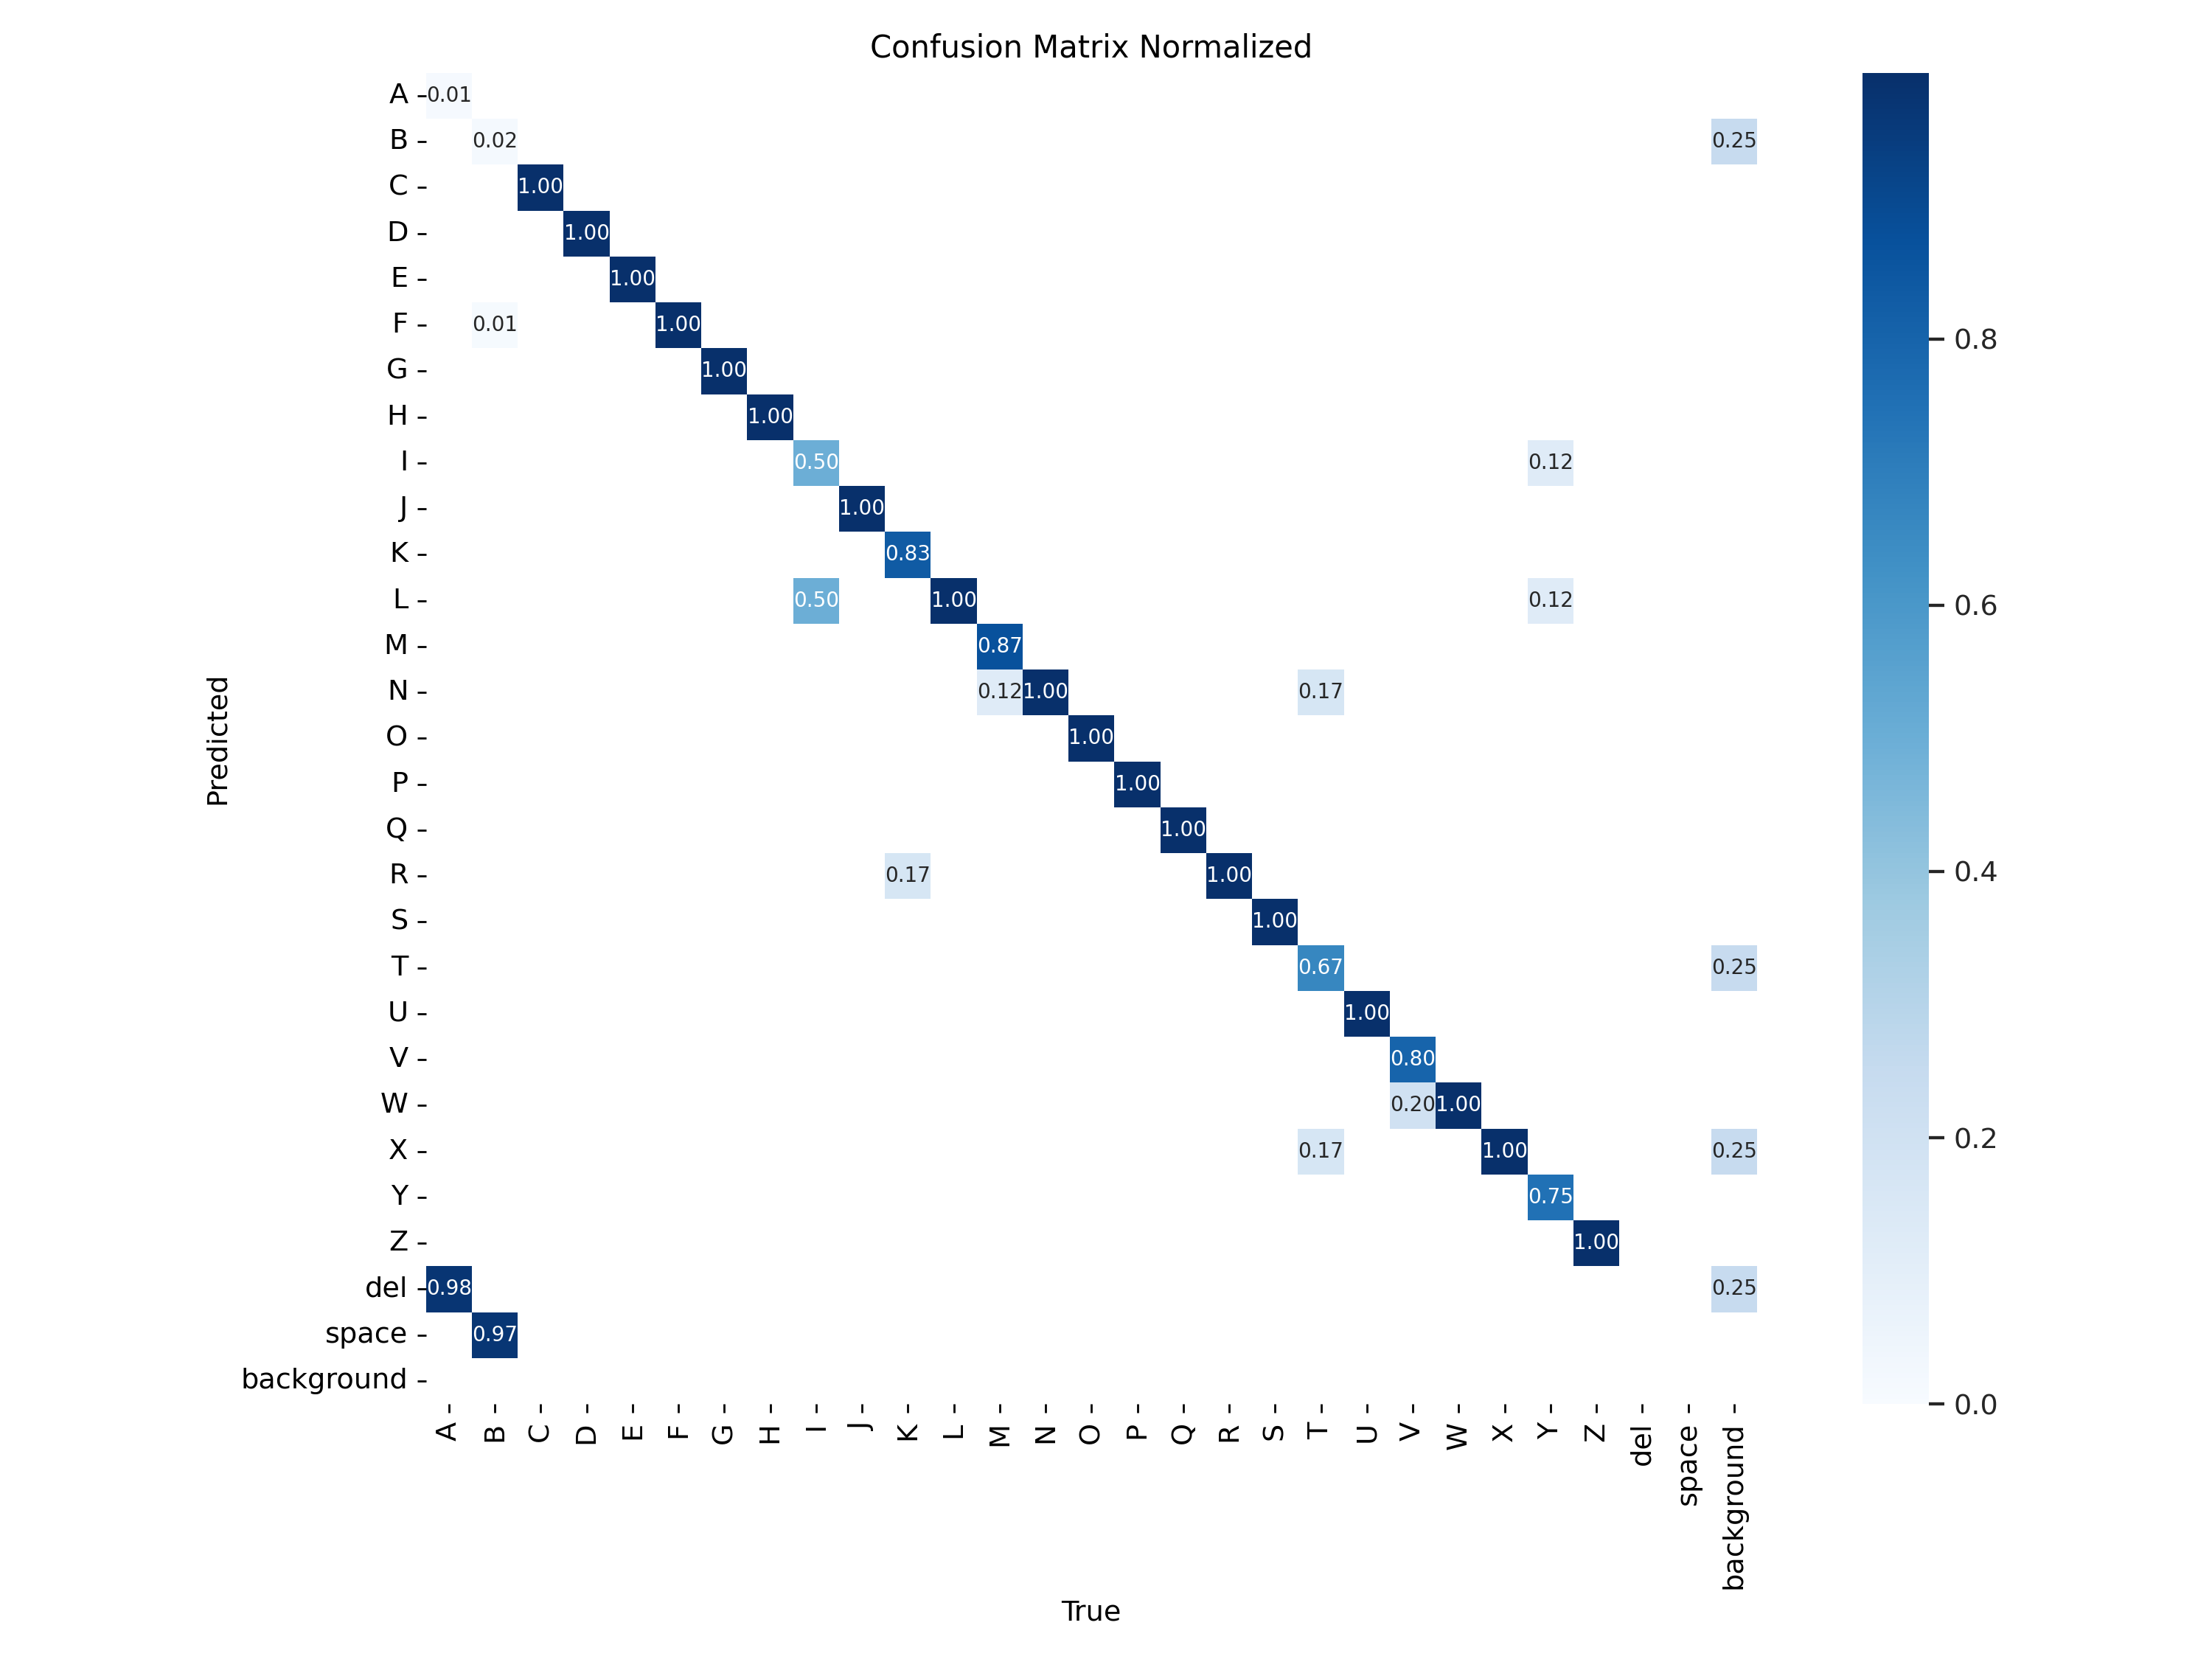 Confusion Matrix Normalized
A 0.01
B 0.02 0.25
C 1.00
D 1.00
E 1.00
F 0.01 1.00
G 1.00
H 1.00
0.8
I 0.50 0.12
J 1.00
K 0.83
L 0.50 1.00 0.12
0.6
M 0.87
N 0.12 1.00 0.17
O 1.00
P 1.00
Predicted
Q 1.00
R 0.17 1.00
0.4
S 1.00
T 0.67 0.25
U 1.00
V 0.80
W 0.20 1.00
0.2
X 0.17 1.00 0.25
Y 0.75
Z 1.00
del 0.98 0.25
space 0.97
background
0.0
A B C D E F G H I J K L M N O P Q R S T U V W X Y Z del space background
True